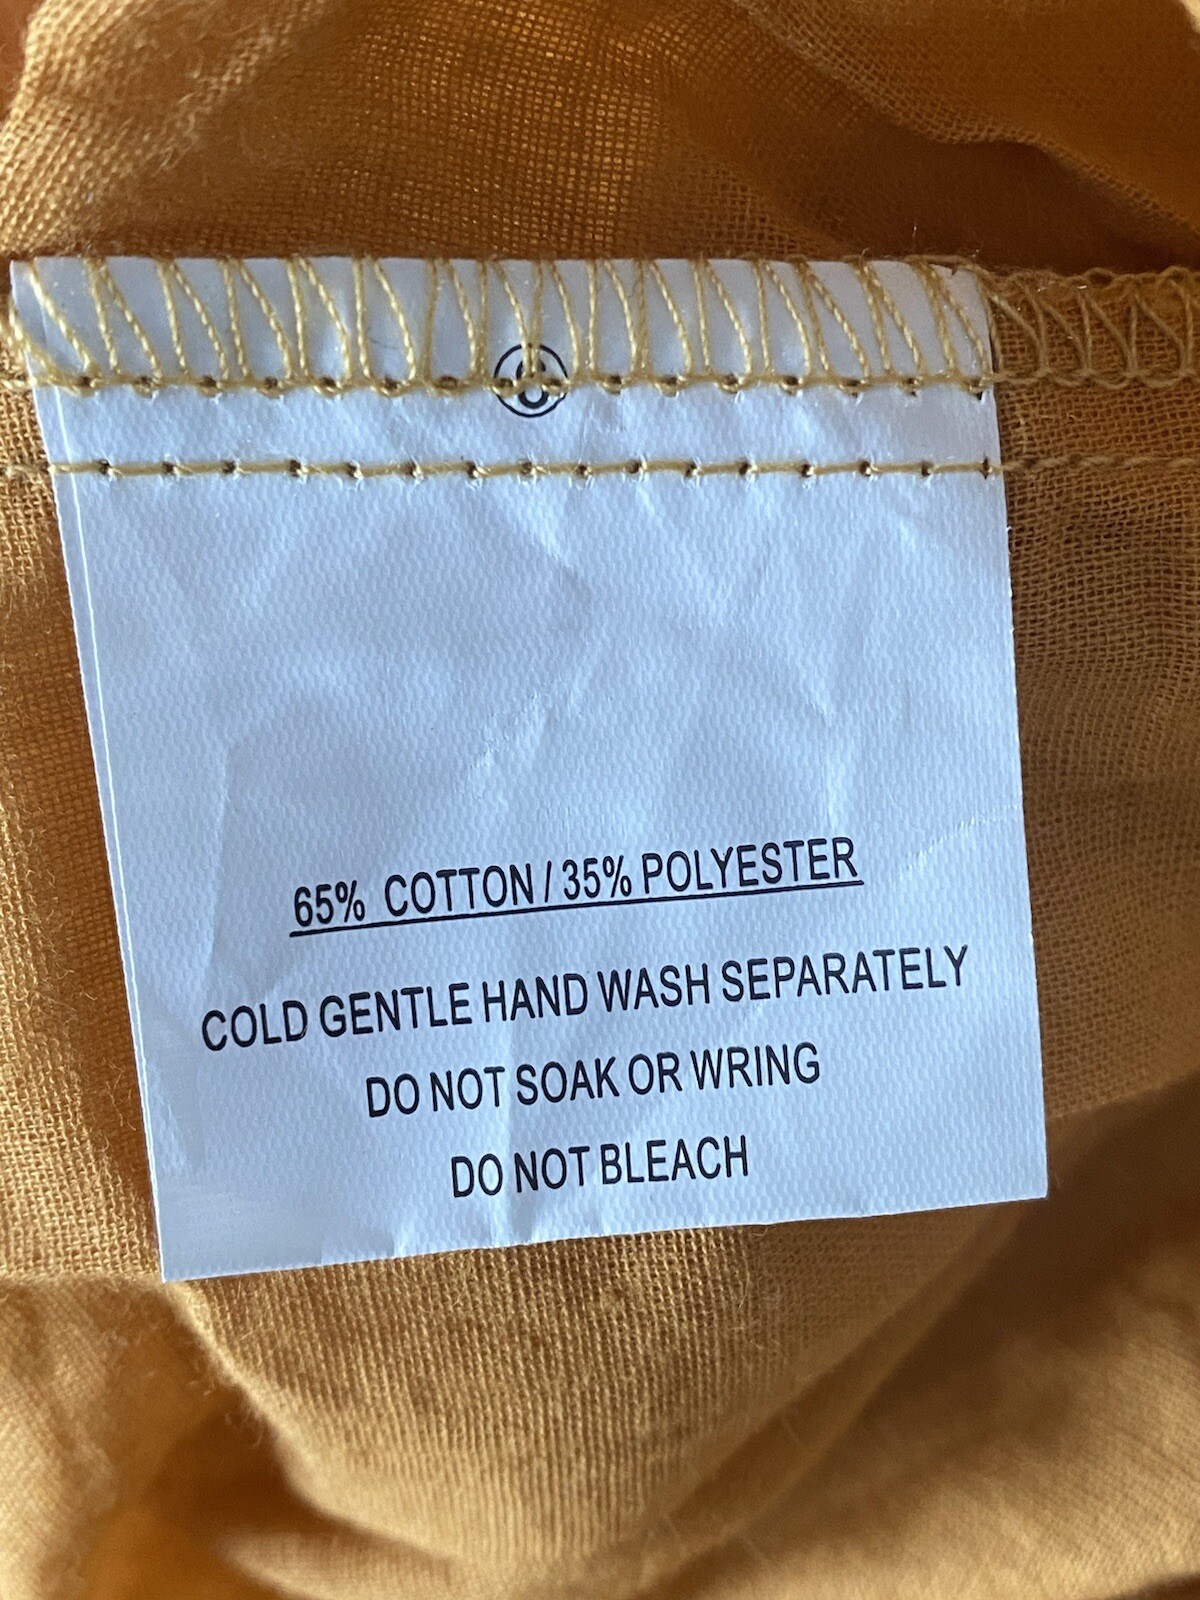 65% COTTON / 35% POLYESTER
COLD GENTLE HAND WASH SEPARATELY
DO NOT SOAK OR WRING
DO NOT BLEACH